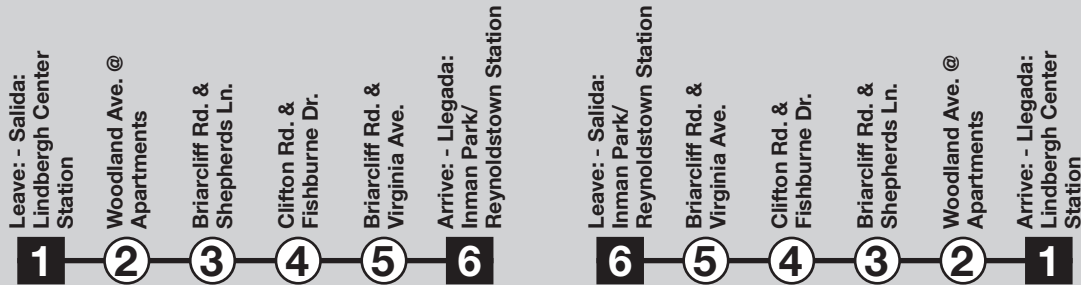 Leave: - Salida:
Lindbergh Center
Station
Woodland Ave. @
Apartments
Briarcliff Rd. &
Shepherds Ln.
Clifton Rd. &
Fishburne Dr.
Briarcliff Rd. &
Virginia Ave.
Arrive: - Llegada:
Inman Park/
Reynoldstown Station
1
2
3
4
5
6
Leave: - Salida:
Inman Park/
Reynoldstown Station
Briarcliff Rd. &
Virginia Ave.
Clifton Rd. &
Fishburne Dr.
Briarcliff Rd. &
Shepherds Ln.
Woodland Ave. @
Apartments
Arrive: - Llegada:
Lindbergh Center
Station
6
5
4
3
2
1